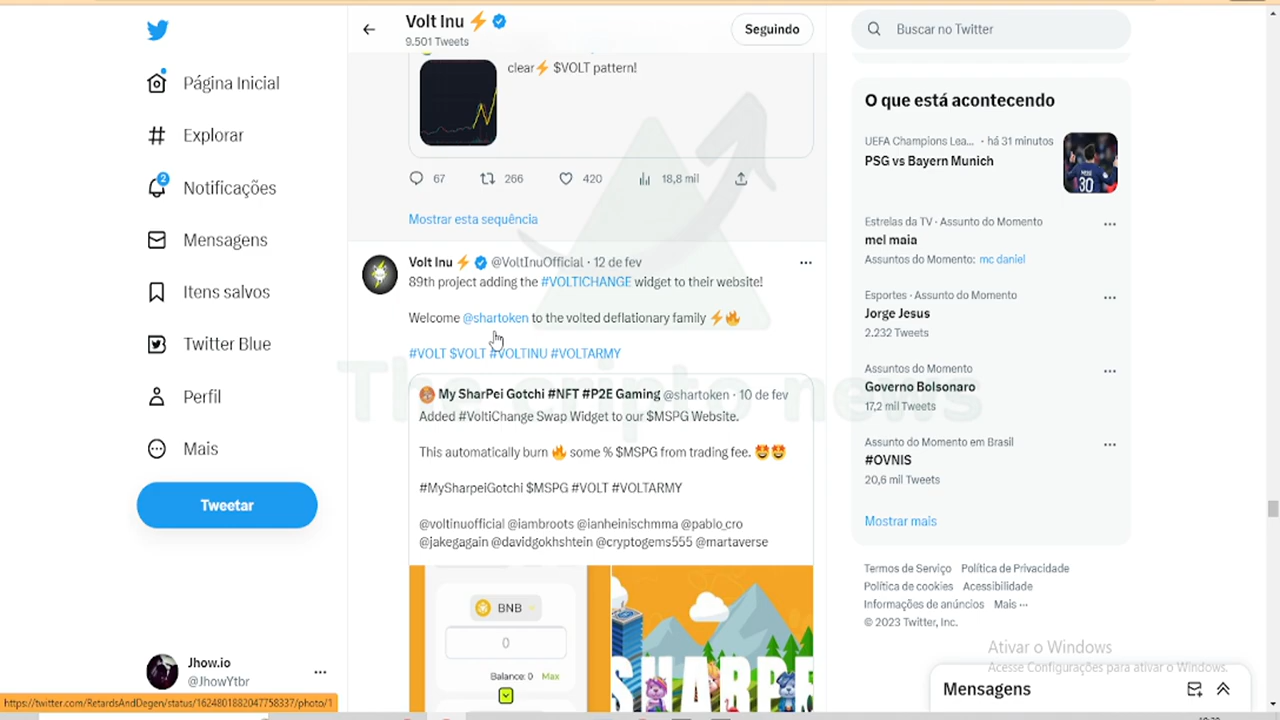 Volt Inu
9.501 Tweets
Seguindo
Buscar no Twitter
Página Inicial
Explorar
2
Notificações
Mensagens
Itens salvos
Twitter Blue
Perfil
Mais
Tweetar
Jhow.io
@JhowYtbr
https://twitter.com/RetardsAndDegen/status/1624801882047758337/photo/1
clear⚡ $VOLT pattern!
67 266 420 18,8 mil
Mostrar esta sequência
Volt Inu ⚡ @VoltInuOfficial · 12 de fev
89th project adding the #VOLTICHANGE widget to their website!
Welcome @shartoken to the volted deflationary family ⚡🔥
#VOLT $VOLT #VOLTINU #VOLTARMY
My SharPei Gotchi #NFT #P2E Gaming @shartoken · 10 de fev
Added #VoltiChange Swap Widget to our $MSPG Website.
This automatically burn 🔥 some % $MSPG from trading fee. 🤩🤩
#MySharpeiGotchi $MSPG #VOLT #VOLTARMY
@voltinuofficial @iambroots @ianheinischmma @pablo_cro
@jakegagain @davidgokhshtein @cryptogems555 @martaverse
BNB
0
Balance: 0 Max
SHARPE
The cripto news
O que está acontecendo
UEFA Champions Lea... · há 31 minutos
PSG vs Bayern Munich
30
Estrelas da TV · Assunto do Momento
mel maia
Assuntos do Momento: mc daniel
Esportes · Assunto do Momento
Jorge Jesus
2.232 Tweets
Assuntos do Momento
Governo Bolsonaro
17,2 mil Tweets
Assunto do Momento em Brasil
#OVNIS
20,6 mil Tweets
Mostrar mais
Termos de Serviço Política de Privacidade
Política de cookies Acessibilidade
Informações de anúncios Mais ···
© 2023 Twitter, Inc.
Ativar o Windows
Acesse Configurações para ativar o Windows.
Mensagens